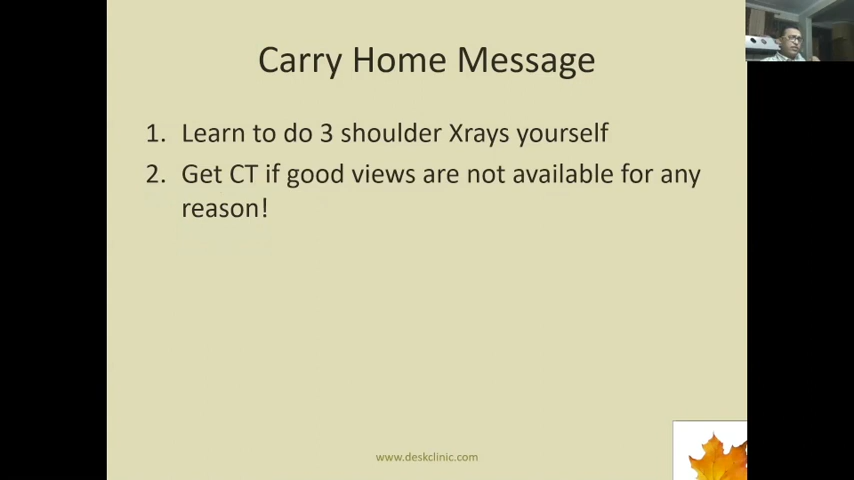 Carry Home Message
1. Learn to do 3 shoulder Xrays yourself
2. Get CT if good views are not available for any
reason!
www.deskclinic.com